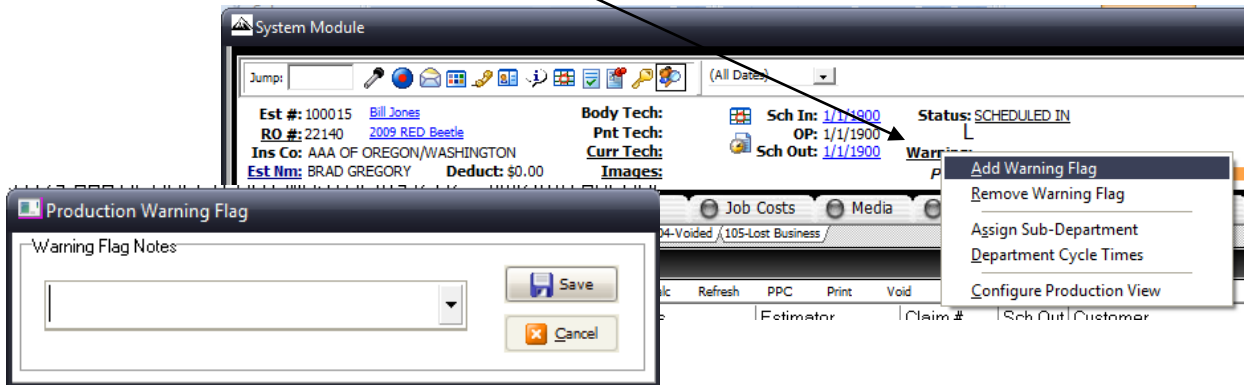 System Module
Jump:
(All Dates)
Est #: 100015 Bill Jones Body Tech: Sch In: 1/1/1900 Status: SCHEDULED IN
RO #: 22140 2009 RED Beetle Pnt Tech: OP: 1/1/1900 L
Ins Co: AAA OF OREGON/WASHINGTON Curr Tech: Sch Out: 1/1/1900 Warning:
Est Nm: BRAD GREGORY Deduct: $0.00 Images: P
Add Warning Flag
Remove Warning Flag
Assign Sub-Department
Department Cycle Times
Configure Production View
Job Costs Media
04-Voided 105-Lost Business
Refresh PPC Print Void
Estimator Claim # Sch Out Customer
Production Warning Flag
Warning Flag Notes
Save
Cancel